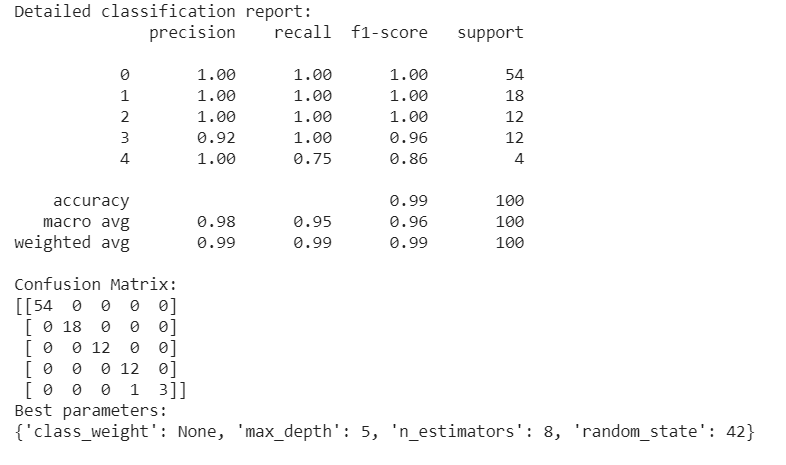 Detailed classification report:
              precision    recall  f1-score   support

           0       1.00      1.00      1.00        54
           1       1.00      1.00      1.00        18
           2       1.00      1.00      1.00        12
           3       0.92      1.00      0.96        12
           4       1.00      0.75      0.86         4

    accuracy                           0.99       100
   macro avg       0.98      0.95      0.96       100
weighted avg       0.99      0.99      0.99       100

Confusion Matrix:
[[54  0  0  0  0]
 [ 0 18  0  0  0]
 [ 0  0 12  0  0]
 [ 0  0  0 12  0]
 [ 0  0  0  1  3]]
Best parameters:
{'class_weight': None, 'max_depth': 5, 'n_estimators': 8, 'random_state': 42}